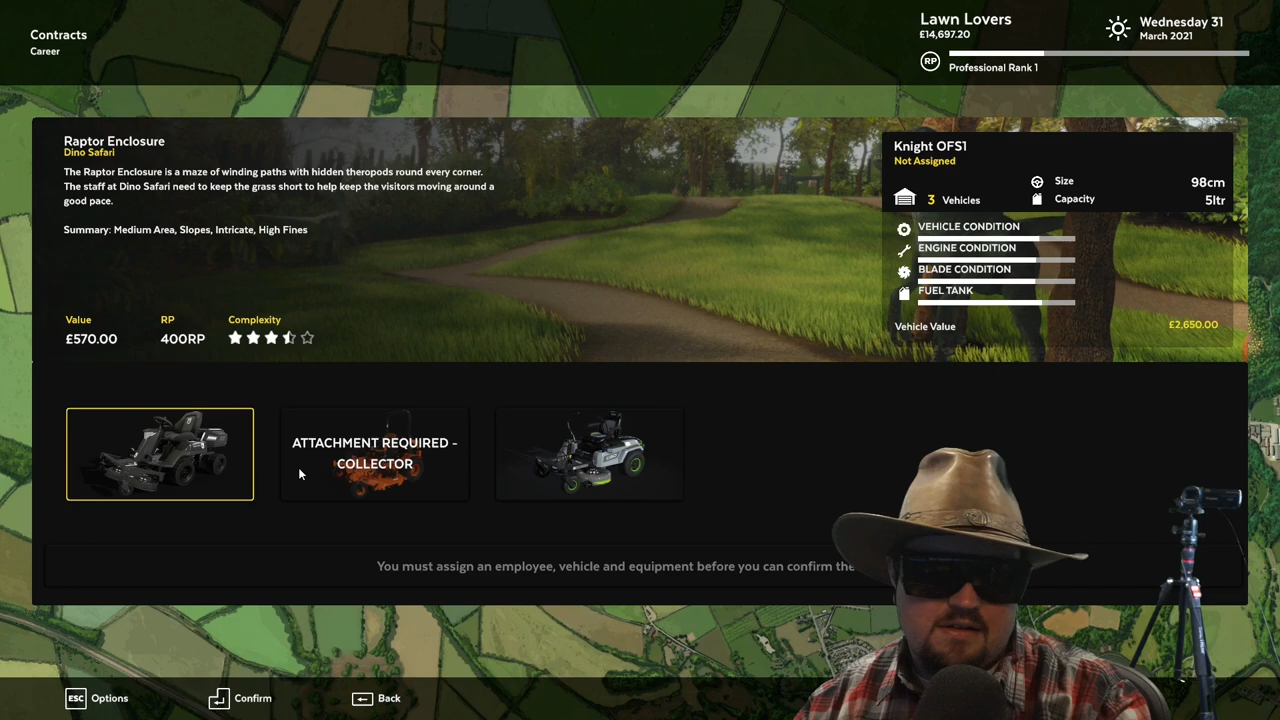 Contracts
Career
Lawn Lovers
£14,697.20
RP
Professional Rank 1
Wednesday 31
March 2021
Raptor Enclosure
Dino Safari
The Raptor Enclosure is a maze of winding paths with hidden theropods round every corner.
The staff at Dino Safari need to keep the grass short to help keep the visitors moving around a
good pace.
Summary: Medium Area, Slopes, Intricate, High Fines
Value
£570.00
RP
400RP
Complexity
Knight OFS1
Not Assigned
3 Vehicles
Size 98cm
Capacity 5ltr
VEHICLE CONDITION
ENGINE CONDITION
BLADE CONDITION
FUEL TANK
Vehicle Value £2,650.00
ATTACHMENT REQUIRED -
COLLECTOR
You must assign an employee, vehicle and equipment before you can confirm the
ESC Options
Confirm
Back